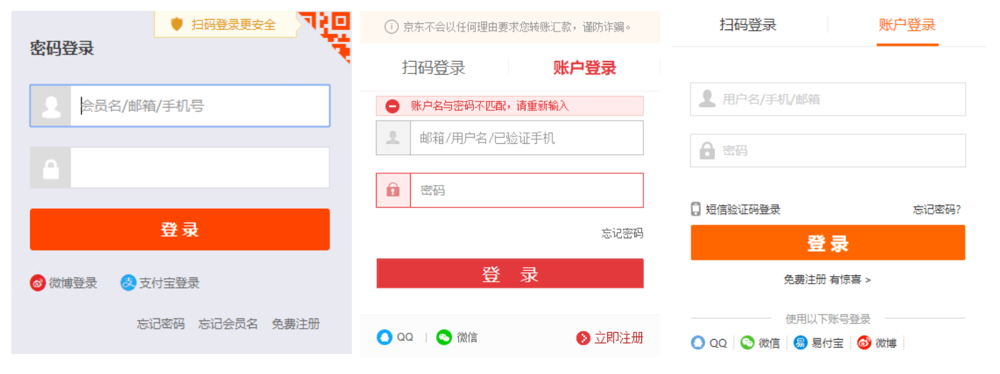 扫码登录更安全
密码登录
会员名/邮箱/手机号
登 录
微博登录 支付宝登录
忘记密码 忘记会员名 免费注册
京东不会以任何理由要求您转账汇款，谨防诈骗。
扫码登录 账户登录
账户名与密码不匹配，请重新输入
邮箱/用户名/已验证手机
密码
忘记密码
登 录
QQ 微信 立即注册
扫码登录 账户登录
用户名/手机/邮箱
密码
短信验证码登录 忘记密码?
登 录
免费注册 有惊喜 >
使用以下账号登录
QQ 微信 易付宝 微博